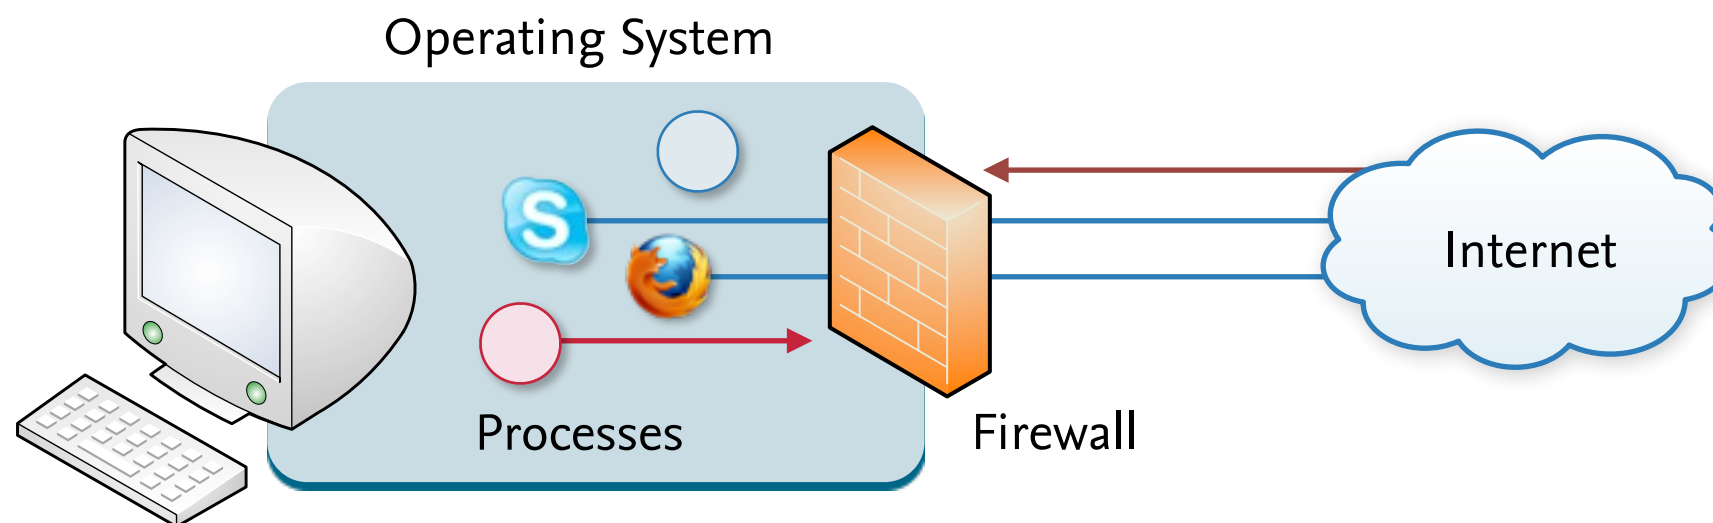 Operating System
S
Internet
Processes
Firewall